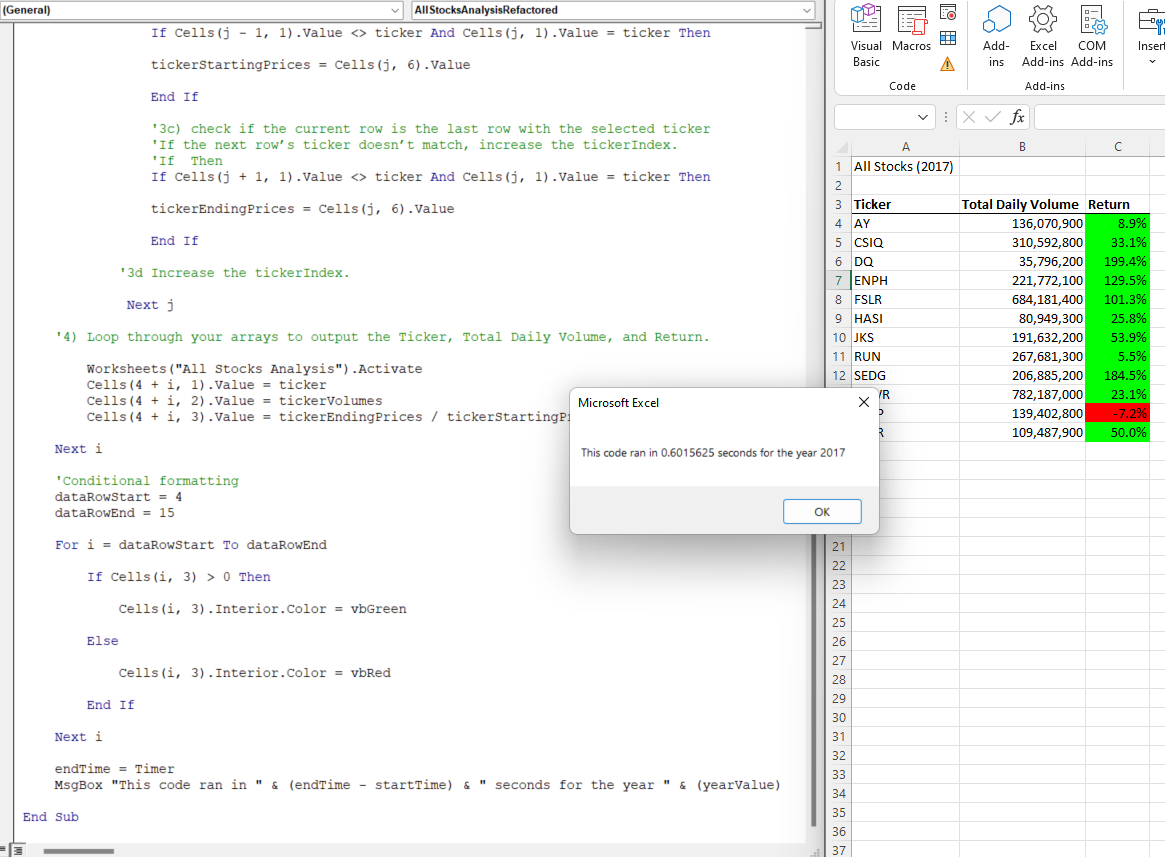 (General)
AllStocksAnalysisRefactored
If Cells(j - 1, 1).Value <> ticker And Cells(j, 1).Value = ticker Then
tickerStartingPrices = Cells(j, 6).Value
End If
'3c) check if the current row is the last row with the selected ticker
'If the next row's ticker doesn't match, increase the tickerIndex.
'If  Then
If Cells(j + 1, 1).Value <> ticker And Cells(j, 1).Value = ticker Then
tickerEndingPrices = Cells(j, 6).Value
End If
'3d Increase the tickerIndex.
Next j
'4) Loop through your arrays to output the Ticker, Total Daily Volume, and Return.
Worksheets("All Stocks Analysis").Activate
Cells(4 + i, 1).Value = ticker
Cells(4 + i, 2).Value = tickerVolumes
Cells(4 + i, 3).Value = tickerEndingPrices / tickerStartingP
Next i
'Conditional formatting
dataRowStart = 4
dataRowEnd = 15
For i = dataRowStart To dataRowEnd
If Cells(i, 3) > 0 Then
Cells(i, 3).Interior.Color = vbGreen
Else
Cells(i, 3).Interior.Color = vbRed
End If
Next i
endTime = Timer
MsgBox "This code ran in " & (endTime - startTime) & " seconds for the year " & (yearValue)
End Sub
Microsoft Excel
This code ran in 0.6015625 seconds for the year 2017
OK
Visual Basic
Macros
Code
Add-ins
Excel Add-ins
COM Add-ins
Add-ins
Insert
fx
A B C
1 All Stocks (2017)
2
3 Ticker Total Daily Volume Return
4 AY 136,070,900 8.9%
5 CSIQ 310,592,800 33.1%
6 DQ 35,796,200 199.4%
7 ENPH 221,772,100 129.5%
8 FSLR 684,181,400 101.3%
9 HASI 80,949,300 25.8%
10 JKS 191,632,200 53.9%
11 RUN 267,681,300 5.5%
12 SEDG 206,885,200 184.5%
782,187,000 23.1%
139,402,800 -7.2%
R 109,487,900 50.0%
21
22
23
24
25
26
27
28
29
30
31
32
33
34
35
36
37